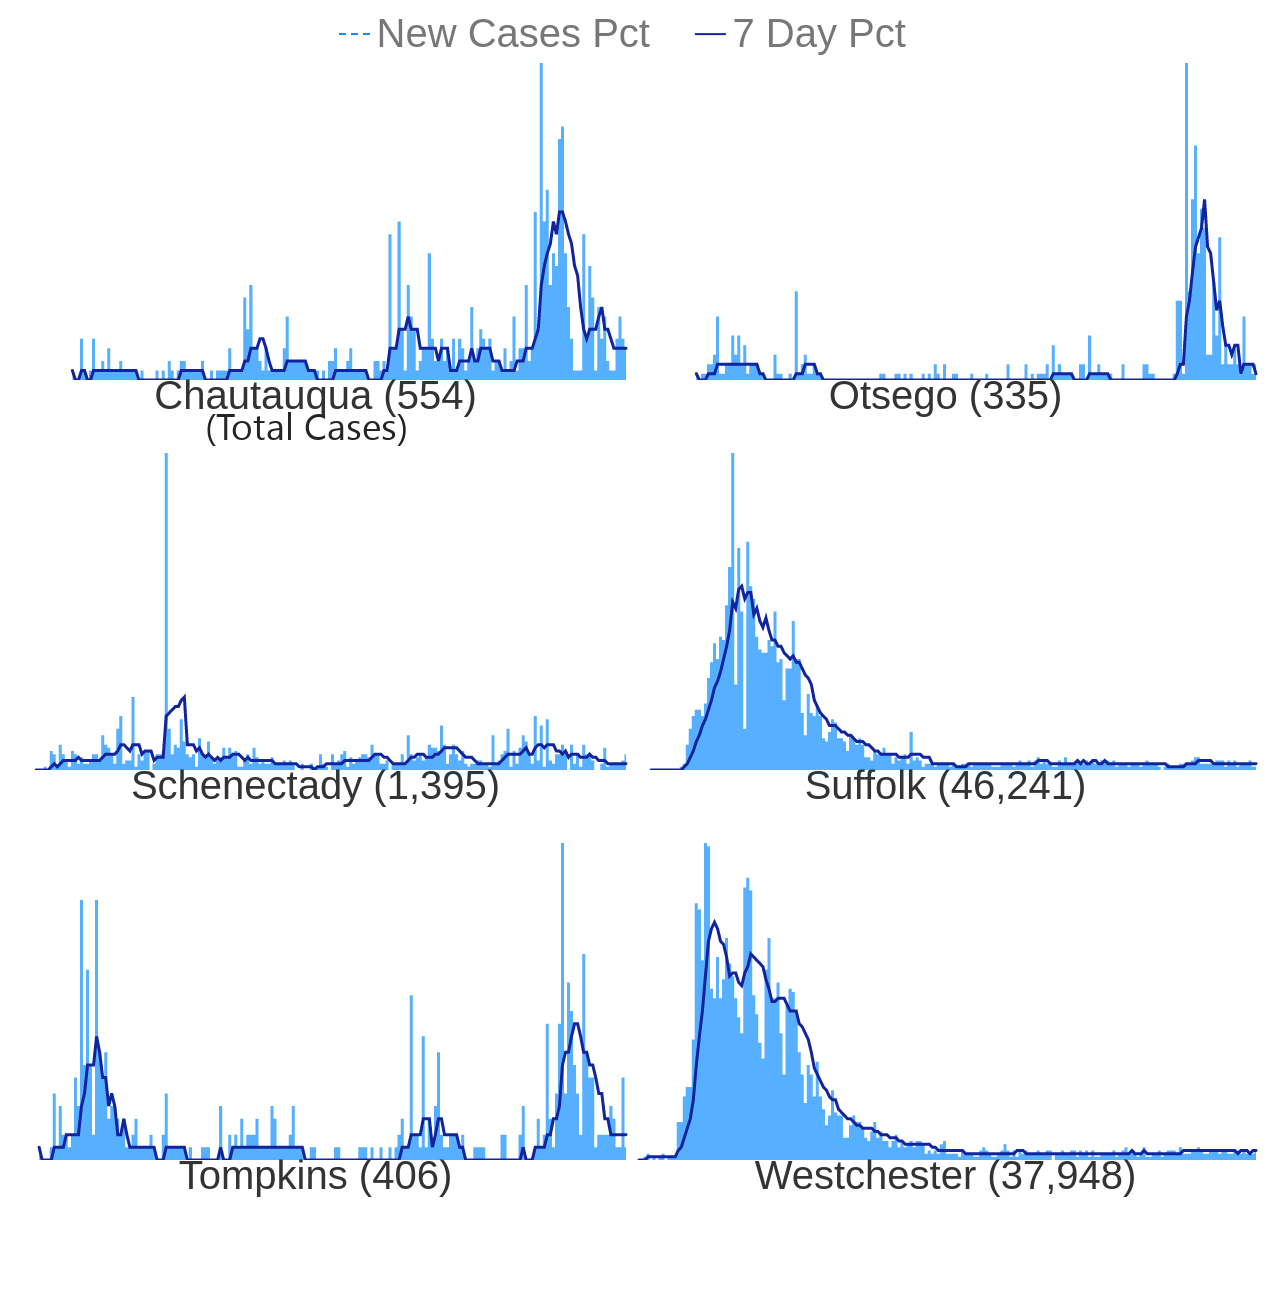 New Cases Pct 7 Day Pct
Chautauqua (554) Otsego (335)
(Total Cases)
Schenectady (1,395) Suffolk (46,241)
Tompkins (406) Westchester (37,948)